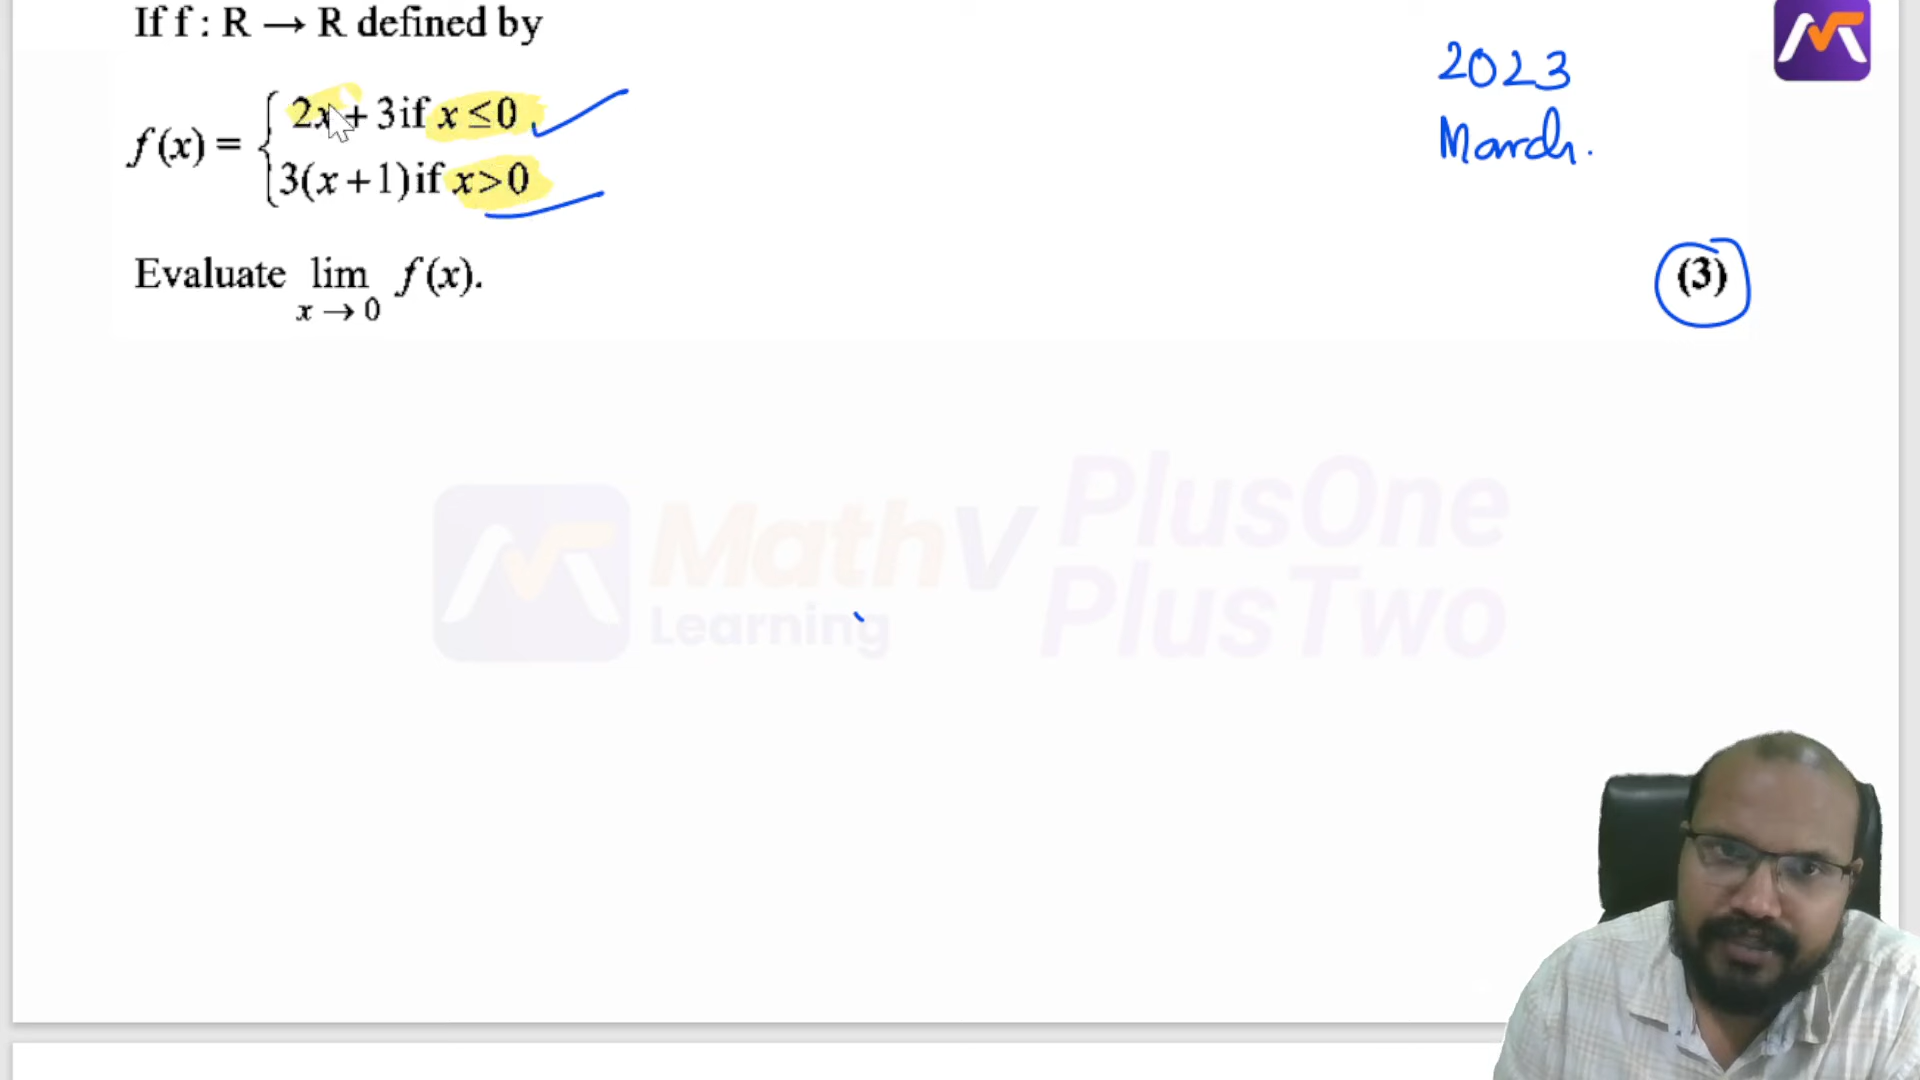 If f : R → R defined by
2023
f(x) = { 2x + 3 if x ≤ 0
March.
3(x + 1) if x > 0
Evaluate lim f(x). (3)
x → 0
MathV PlusOne
Learning PlusTwo